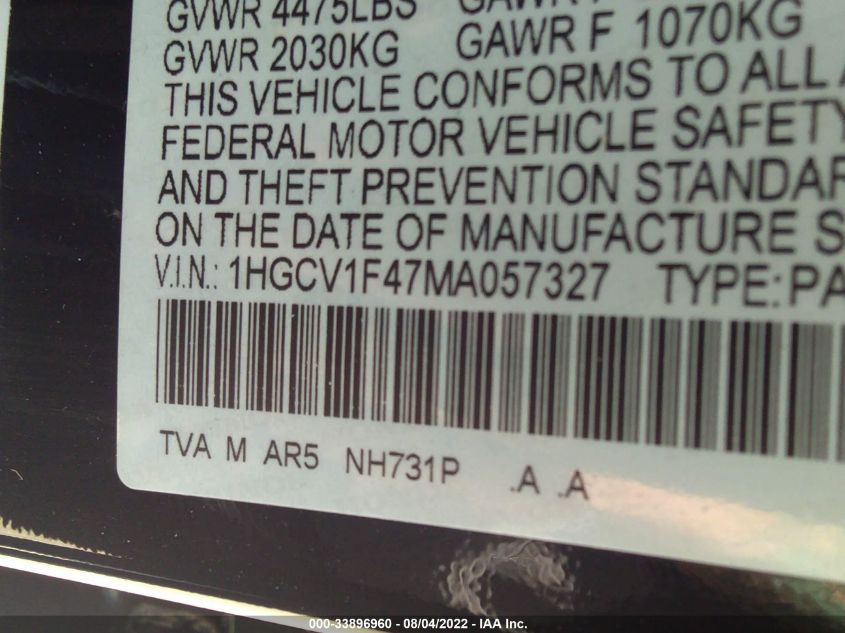 GVWR 4475LBS GAWR F
GVWR 2030KG GAWR F 1070KG
THIS VEHICLE CONFORMS TO ALL A
FEDERAL MOTOR VEHICLE SAFETY
AND THEFT PREVENTION STANDAR
ON THE DATE OF MANUFACTURE S
V.I.N.: 1HGCV1F47MA057327 TYPE: PA
TVA M AR5 NH731P .A .A
000-33896960 - 08/04/2022 - IAA Inc.